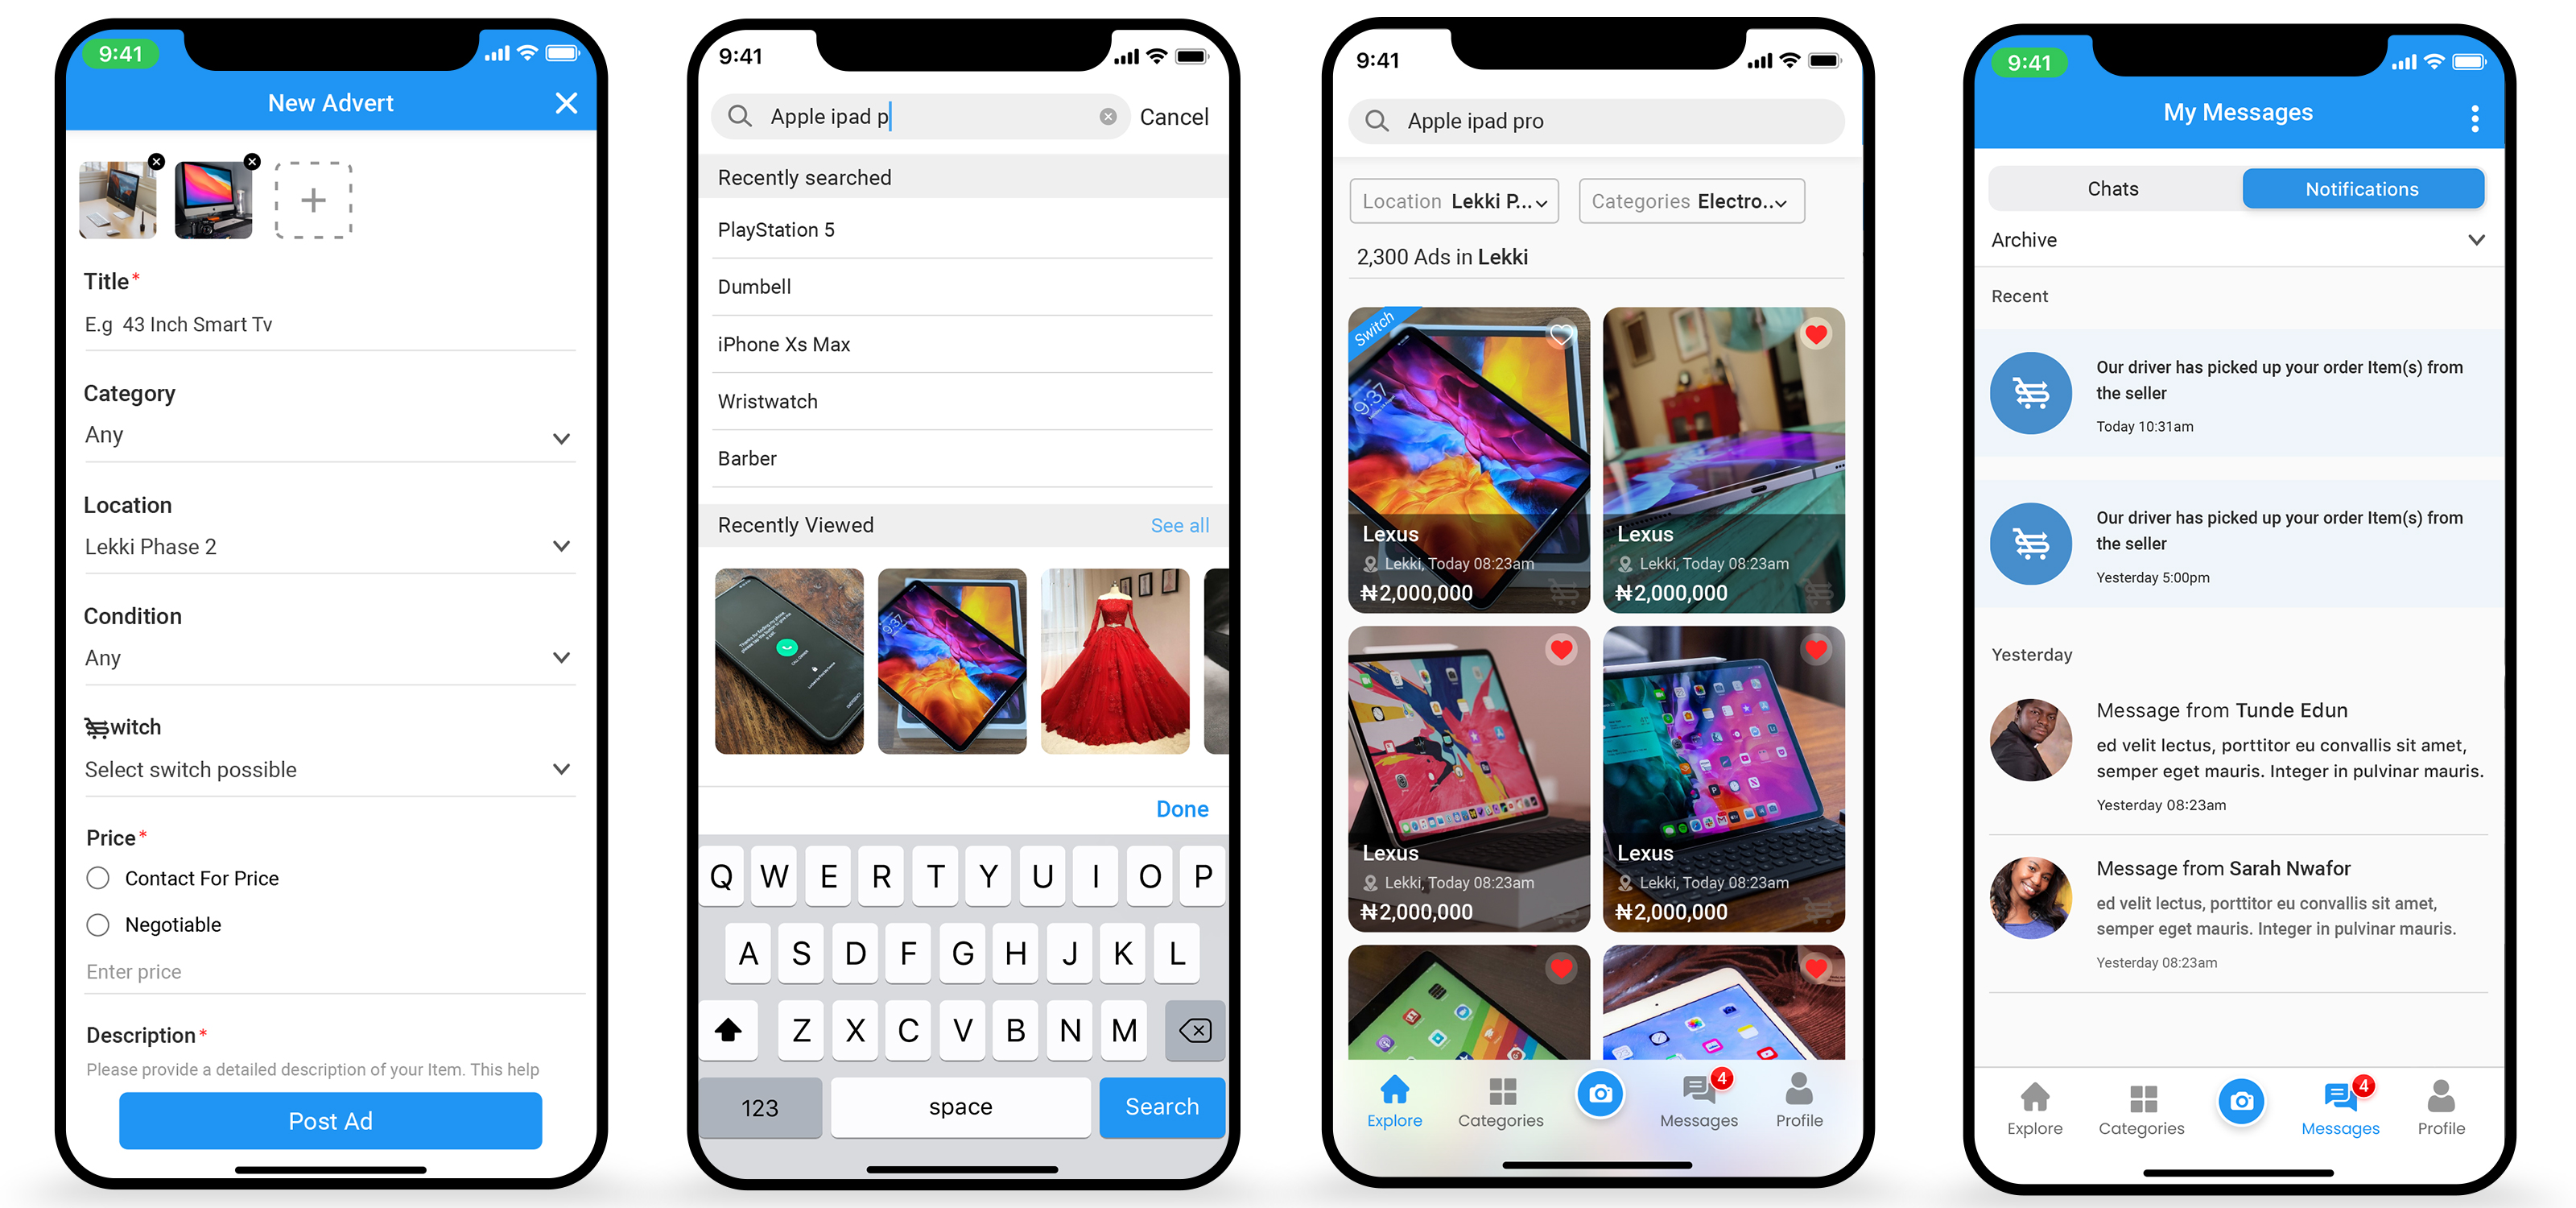 9:41
New Advert
Title*
E.g 43 Inch Smart Tv
Category
Any
Location
Lekki Phase 2
Condition
Any
witch
Select switch possible
Price*
Contact For Price
Negotiable
Enter price
Description*
Please provide a detailed description of your Item. This help
Post Ad
9:41
Apple ipad p
Cancel
Recently searched
PlayStation 5
Dumbell
iPhone Xs Max
Wristwatch
Barber
Recently Viewed See all
Done
Q W E R T Y U I O P
A S D F G H J K L
Z X C V B N M
123 space Search
9:41
Apple ipad pro
Location Lekki P...
Categories Electro..
2,300 Ads in Lekki
Switch
9:37
Lexus
Lekki, Today 08:23am
₦2,000,000
Lexus
Lekki, Today 08:23am
₦2,000,000
Lexus
Lekki, Today 08:23am
₦2,000,000
Lexus
Lekki, Today 08:23am
₦2,000,000
4
Explore Categories Messages Profile
9:41
My Messages
Chats Notifications
Archive
Recent
Our driver has picked up your order Item(s) from
the seller
Today 10:31am
Our driver has picked up your order Item(s) from
the seller
Yesterday 5:00pm
Yesterday
Message from Tunde Edun
ed velit lectus, porttitor eu convallis sit amet,
semper eget mauris. Integer in pulvinar mauris.
Yesterday 08:23am
Message from Sarah Nwafor
ed velit lectus, porttitor eu convallis sit amet,
semper eget mauris. Integer in pulvinar mauris.
Yesterday 08:23am
4
Explore Categories Messages Profile